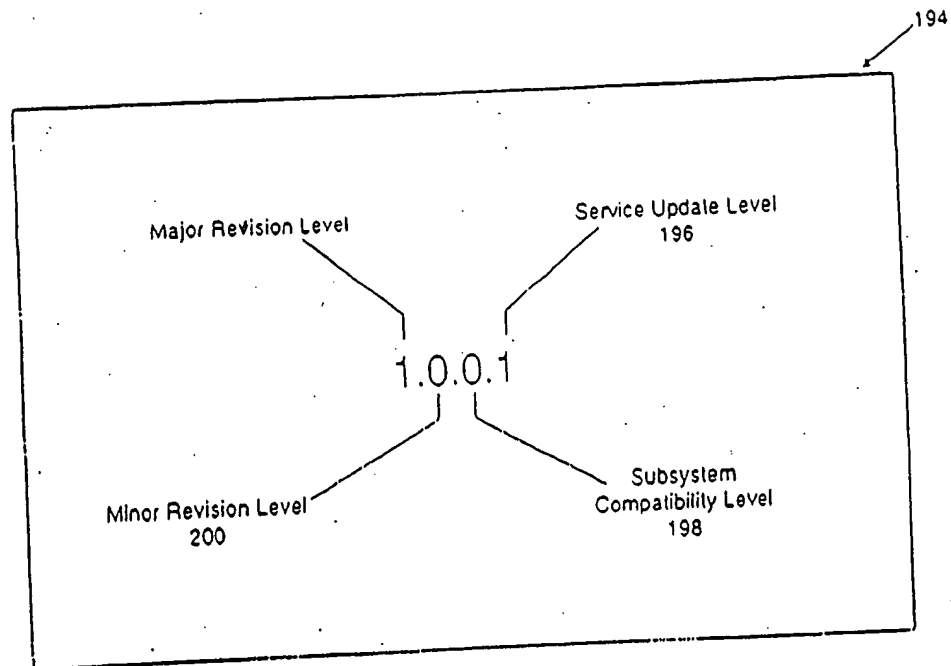 194
Major Revision Level
Service Update Level
196
1.0.0.1
Minor Revision Level
200
Subsystem
Compatibility Level
198